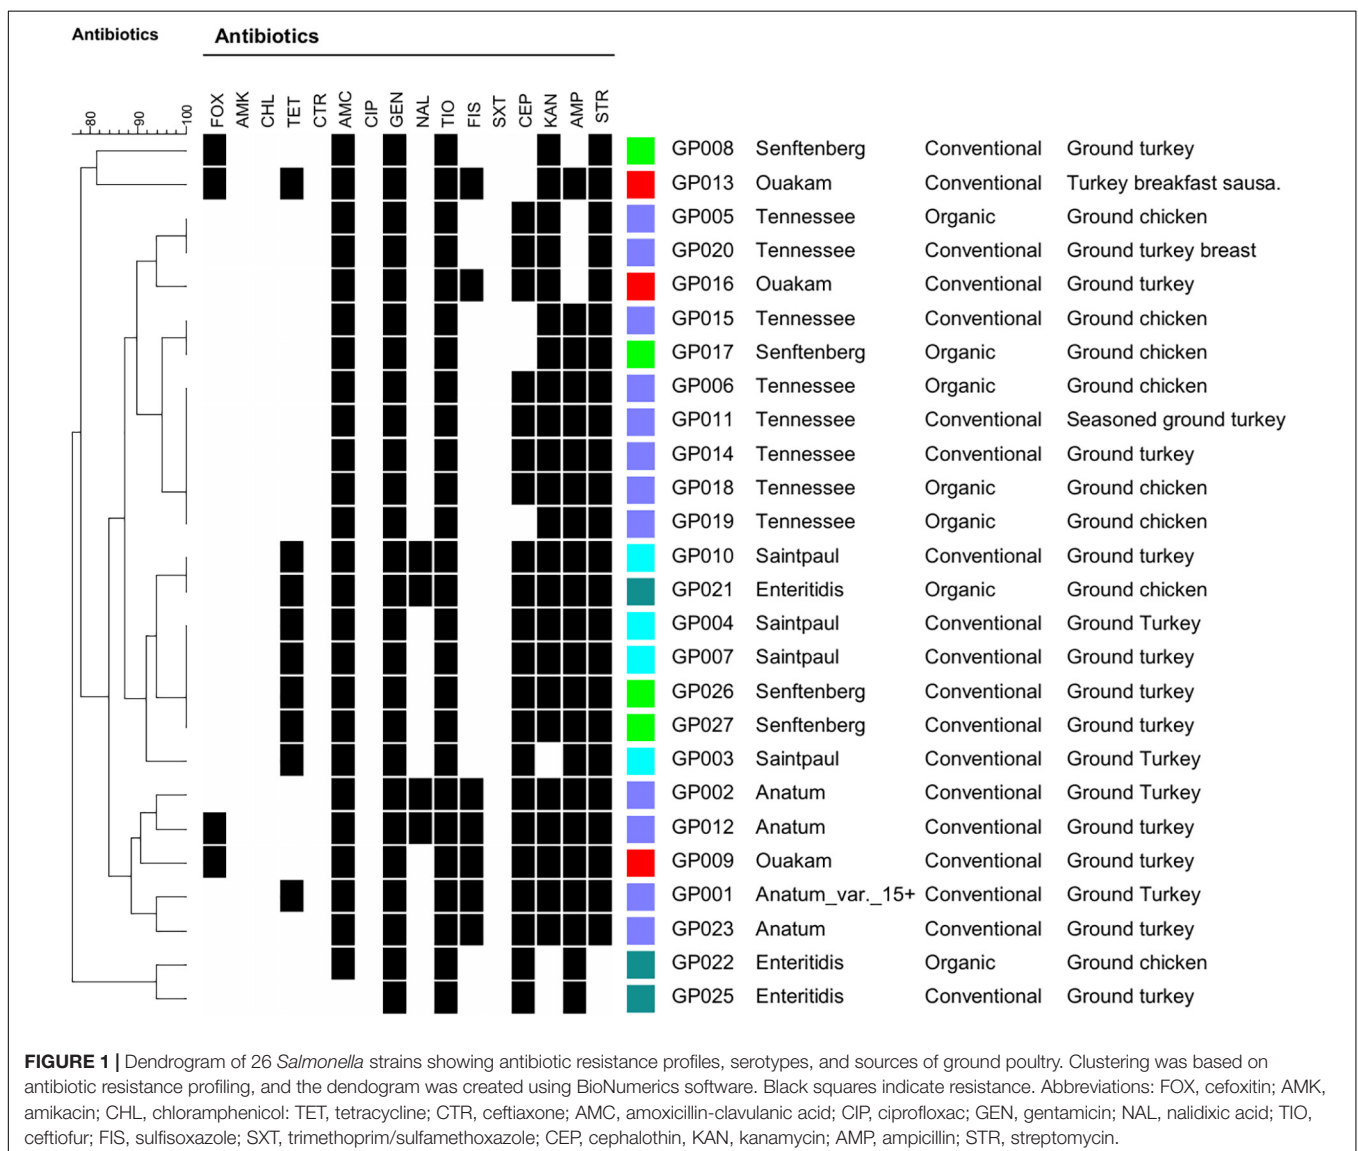 Antibiotics
Antibiotics
80
90
100
FOX
AMK
CHL
TET
CTR
AMC
CIP
GEN
NAL
TIO
FIS
SXT
CEP
KAN
AMP
STR
GP008 Senftenberg Conventional Ground turkey
GP013 Ouakam Conventional Turkey breakfast sausa.
GP005 Tennessee Organic Ground chicken
GP020 Tennessee Conventional Ground turkey breast
GP016 Ouakam Conventional Ground turkey
GP015 Tennessee Conventional Ground chicken
GP017 Senftenberg Organic Ground chicken
GP006 Tennessee Organic Ground chicken
GP011 Tennessee Conventional Seasoned ground turkey
GP014 Tennessee Conventional Ground turkey
GP018 Tennessee Organic Ground chicken
GP019 Tennessee Organic Ground chicken
GP010 Saintpaul Conventional Ground turkey
GP021 Enteritidis Organic Ground chicken
GP004 Saintpaul Conventional Ground Turkey
GP007 Saintpaul Conventional Ground turkey
GP026 Senftenberg Conventional Ground turkey
GP027 Senftenberg Conventional Ground turkey
GP003 Saintpaul Conventional Ground Turkey
GP002 Anatum Conventional Ground Turkey
GP012 Anatum Conventional Ground turkey
GP009 Ouakam Conventional Ground turkey
GP001 Anatum_var._15+ Conventional Ground Turkey
GP023 Anatum Conventional Ground turkey
GP022 Enteritidis Organic Ground chicken
GP025 Enteritidis Conventional Ground turkey
FIGURE 1 | Dendrogram of 26 Salmonella strains showing antibiotic resistance profiles, serotypes, and sources of ground poultry. Clustering was based on
antibiotic resistance profiling, and the dendogram was created using BioNumerics software. Black squares indicate resistance. Abbreviations: FOX, cefoxitin; AMK,
amikacin; CHL, chloramphenicol: TET, tetracycline; CTR, ceftiaxone; AMC, amoxicillin-clavulanic acid; CIP, ciprofloxac; GEN, gentamicin; NAL, nalidixic acid; TIO,
ceftiofur; FIS, sulfisoxazole; SXT, trimethoprim/sulfamethoxazole; CEP, cephalothin, KAN, kanamycin; AMP, ampicillin; STR, streptomycin.